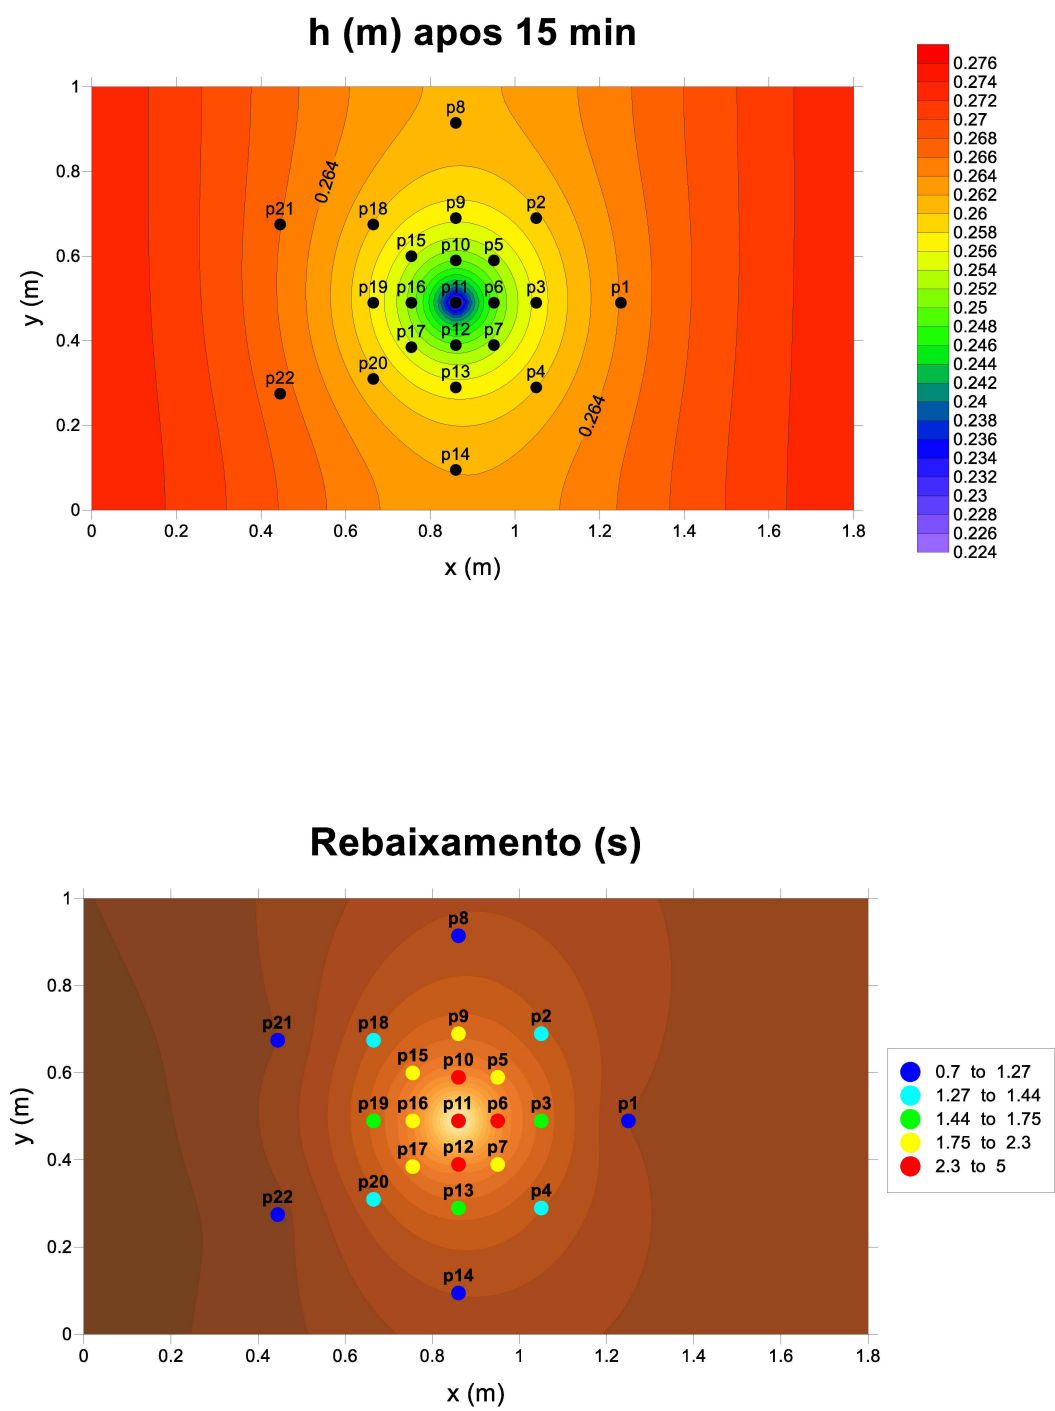 h (m) apos 15 min
0.276
0.274
0.272
0.27
0.268
0.266
0.264
0.262
0.26
0.258
0.256
0.254
0.252
0.25
0.248
0.246
0.244
0.242
0.24
0.238
0.236
0.234
0.232
0.23
0.228
0.226
0.224
1
0.8
0.6
0.4
0.2
0
y (m)
p8
0.264
p21
p18
p9
p2
p15
p10
p5
p19
p16
p11
p6
p3
p1
p17
p12
p7
p22
p20
p13
p4
0.264
p14
0 0.2 0.4 0.6 0.8 1 1.2 1.4 1.6 1.8
x (m)
Rebaixamento (s)
1
0.8
0.6
0.4
0.2
0
y (m)
p8
p21
p18
p9
p2
p15
p10
p5
p19
p16
p11
p6
p3
p1
p17
p12
p7
p22
p20
p13
p4
p14
0 0.2 0.4 0.6 0.8 1 1.2 1.4 1.6 1.8
x (m)
0.7 to 1.27
1.27 to 1.44
1.44 to 1.75
1.75 to 2.3
2.3 to 5